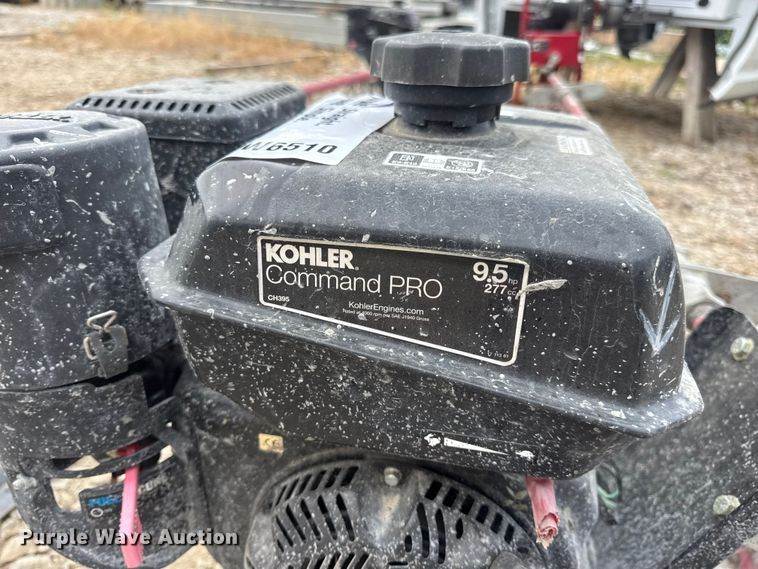 W6510
KOHLER.
Command PRO
9.5 hp
277 cc
CH395
KohlerEngines.com
Purple Wave Auction